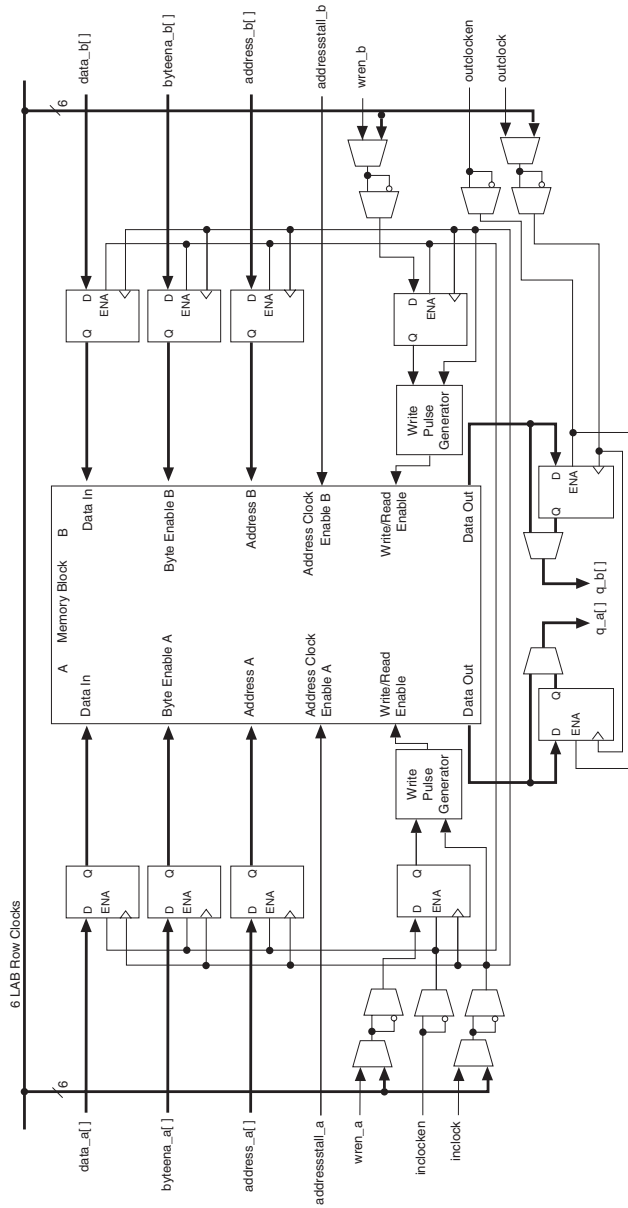 6 LAB Row Clocks
6
6
A Memory Block B
data_a[ ]
D Q
ENA
Data In
Data In
Q D
ENA
data_b[ ]
byteena_a[ ]
D Q
ENA
Byte Enable A
Byte Enable B
Q D
ENA
byteena_b[ ]
address_a[ ]
D Q
ENA
Address A
Address B
Q D
ENA
address_b[ ]
addressstall_a
Address Clock
Enable A
Address Clock
Enable B
addressstall_b
wren_a
Write/Read
Enable
Write/Read
Enable
wren_b
D Q
ENA
Write
Pulse
Generator
Write
Pulse
Generator
Q D
ENA
inclocken
inclock
Data Out
Data Out
outclocken
outclock
D Q
ENA
Q D
ENA
q_a[ ]
q_b[ ]